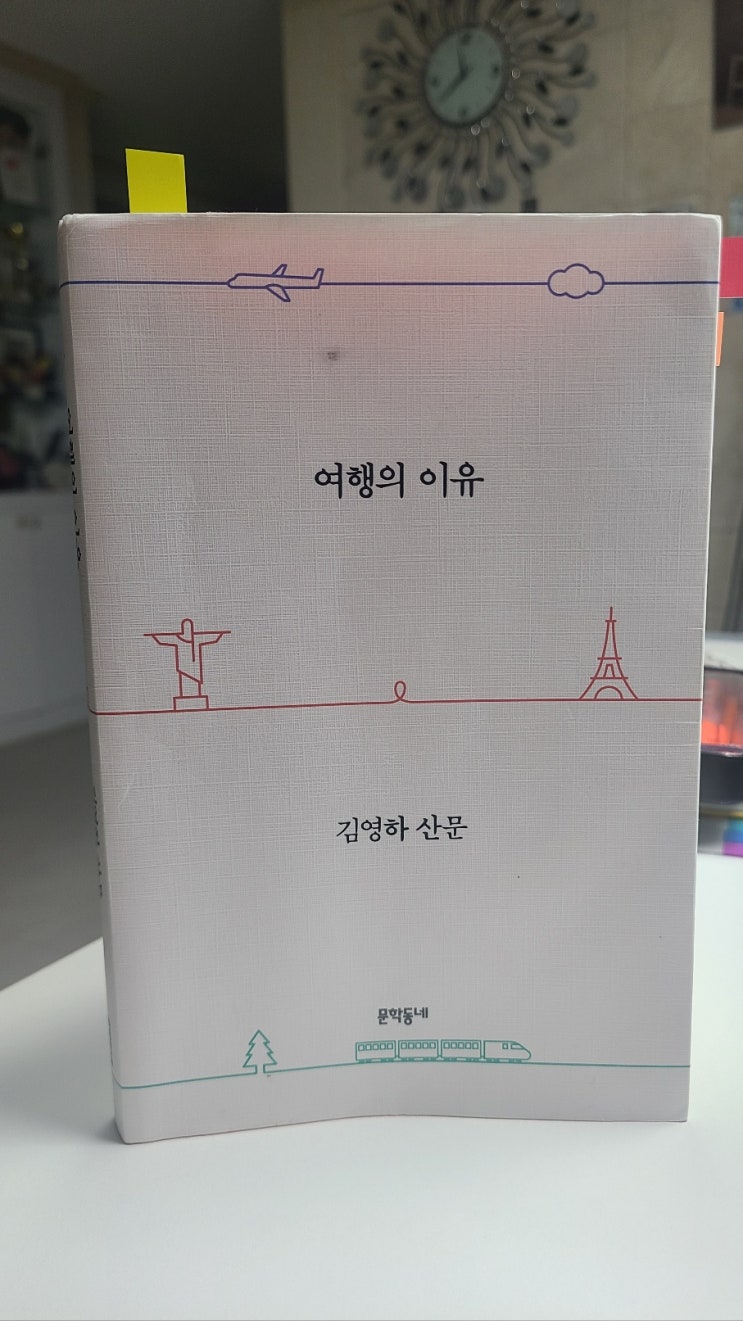 여행의 이유
김영하 산문
문학동네